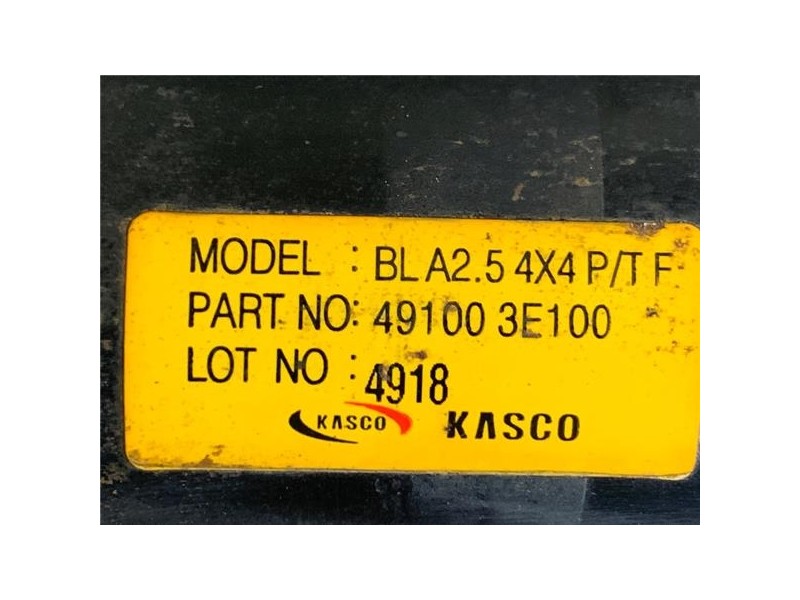 MODEL : BL A2.5 4X4 P/T F
PART NO: 49100 3E100
LOT NO : 4918
KASCO KASCO